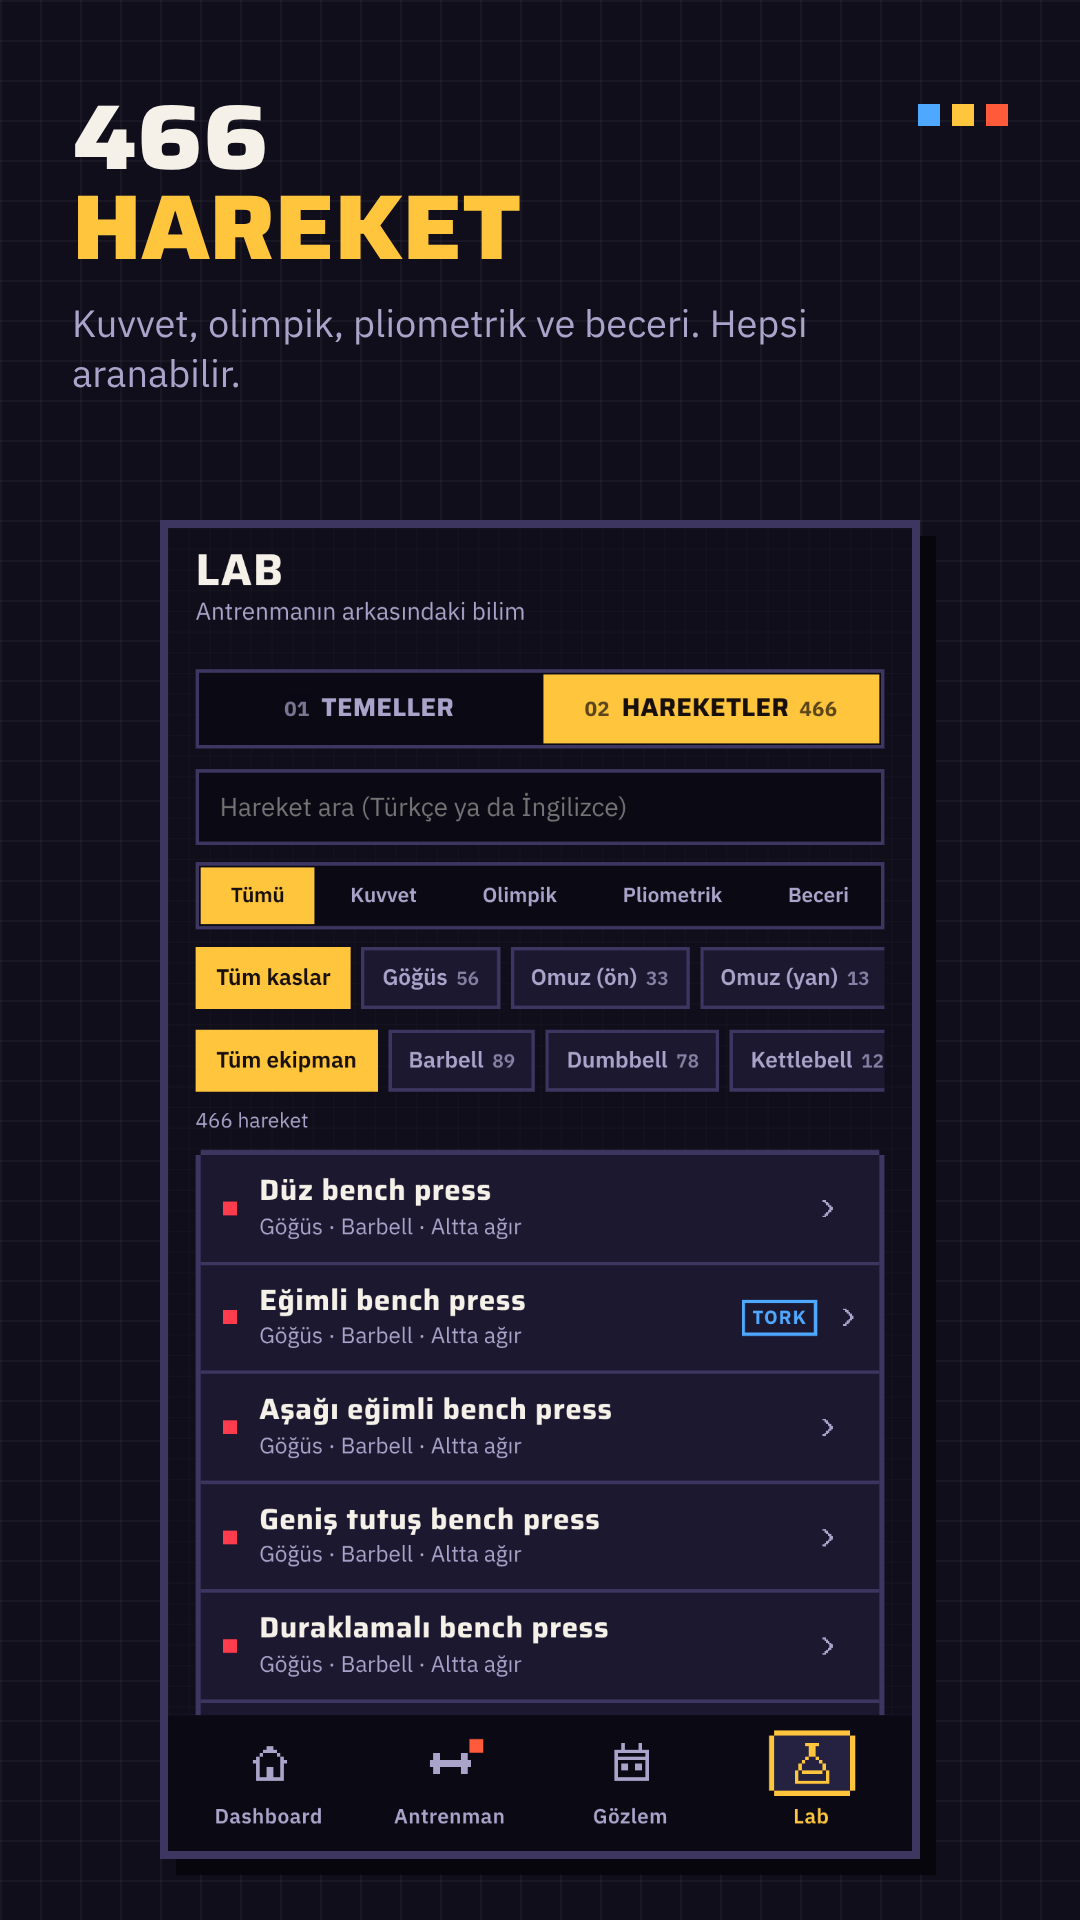 466
HAREKET
Kuvvet, olimpik, pliometrik ve beceri. Hepsi
aranabilir.
LAB
Antrenmanın arkasındaki bilim
01 TEMELLER 02 HAREKETLER 466
Hareket ara (Türkçe ya da İngilizce)
Tümü Kuvvet Olimpik Pliometrik Beceri
Tüm kaslar Göğüs 56 Omuz (ön) 33 Omuz (yan) 13
Tüm ekipman Barbell 89 Dumbbell 78 Kettlebell 12
466 hareket
Düz bench press
Göğüs · Barbell · Altta ağır
Eğimli bench press
Göğüs · Barbell · Altta ağır
TORK
Aşağı eğimli bench press
Göğüs · Barbell · Altta ağır
Geniş tutuş bench press
Göğüs · Barbell · Altta ağır
Duraklamalı bench press
Göğüs · Barbell · Altta ağır
Dashboard Antrenman Gözlem Lab